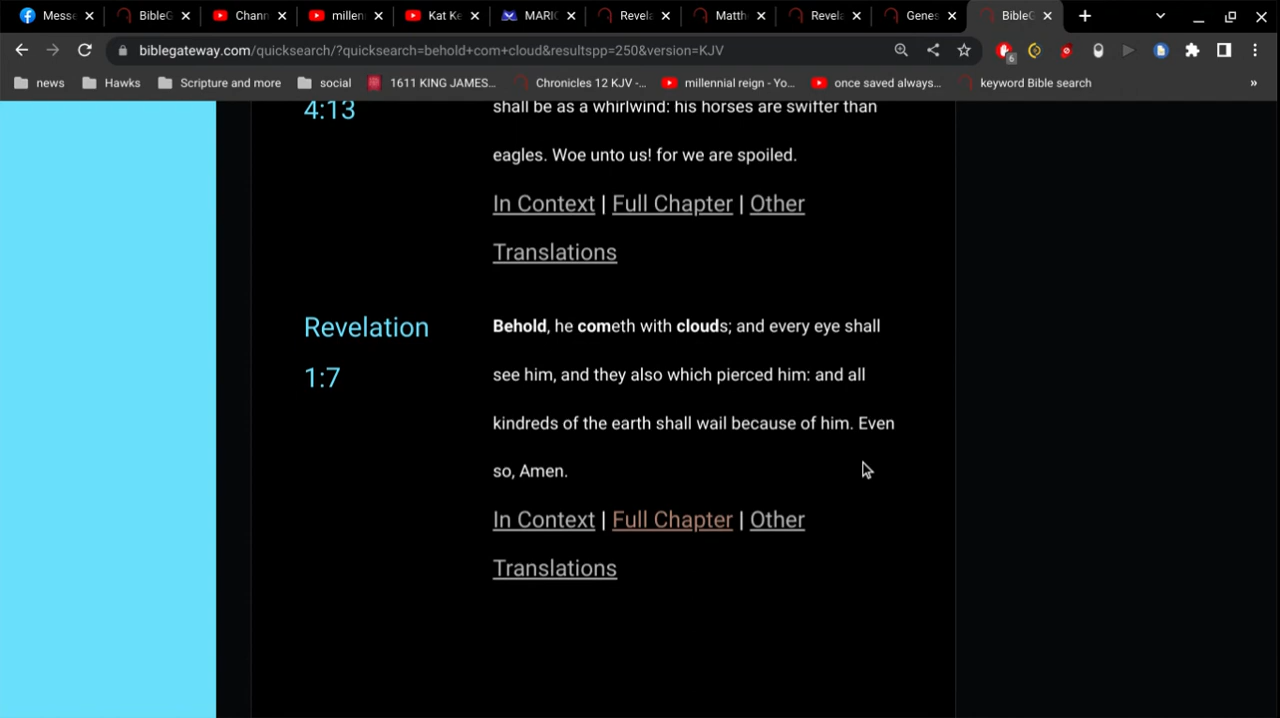 Messe
BibleG
Chann
millen
Kat Ke
MARIC
Revela
Matth
Revela
Genes
BibleG
biblegateway.com/quicksearch/?quicksearch=behold+com+cloud&resultspp=250&version=KJV
6
news
Hawks
Scripture and more
social
1611 KING JAMES...
Chronicles 12 KJV -...
millennial reign - Yo...
once saved always...
keyword Bible search
»
4:13
shall be as a whirlwind: his horses are swifter than
eagles. Woe unto us! for we are spoiled.
In Context | Full Chapter | Other
Translations
Revelation
1:7
Behold, he cometh with clouds; and every eye shall
see him, and they also which pierced him: and all
kindreds of the earth shall wail because of him. Even
so, Amen.
In Context | Full Chapter | Other
Translations